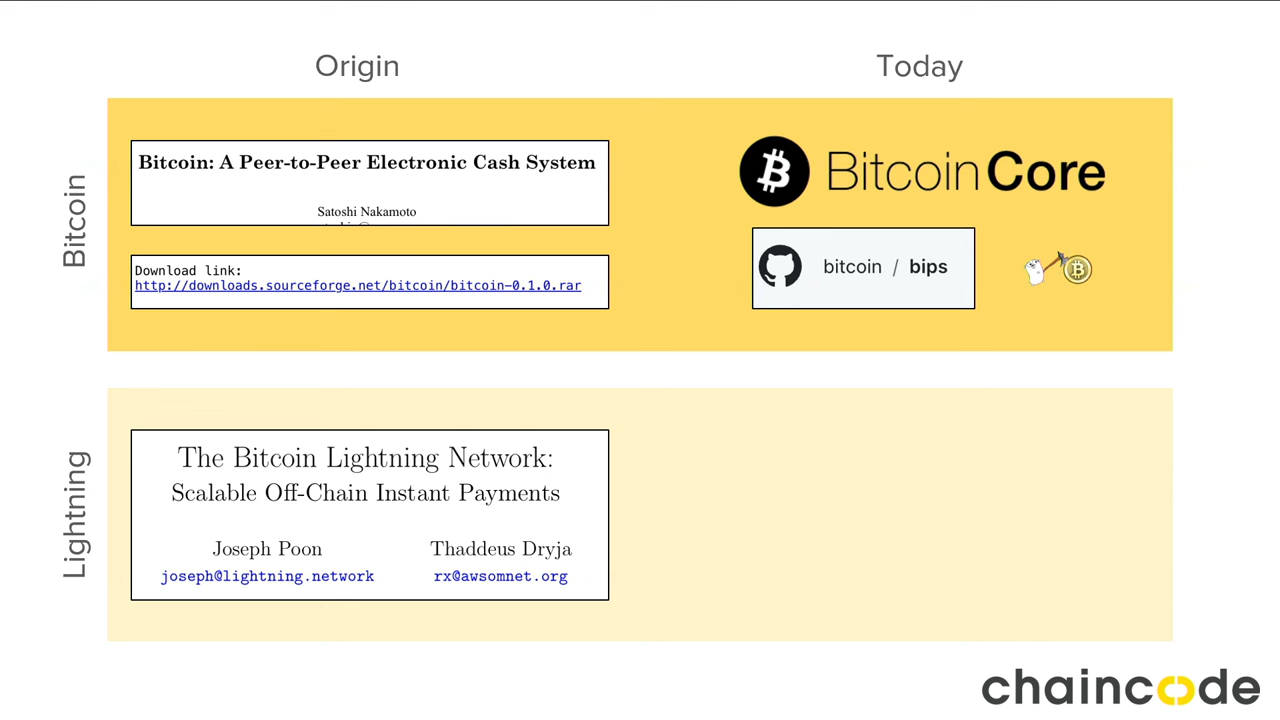 Origin
Today
Bitcoin
Bitcoin: A Peer-to-Peer Electronic Cash System
Satoshi Nakamoto
Download link:
http://downloads.sourceforge.net/bitcoin/bitcoin-0.1.0.rar
Bitcoin Core
bitcoin / bips
Lightning
The Bitcoin Lightning Network:
Scalable Off-Chain Instant Payments
Joseph Poon
Thaddeus Dryja
joseph@lightning.network
rx@awsomnet.org
chaincode